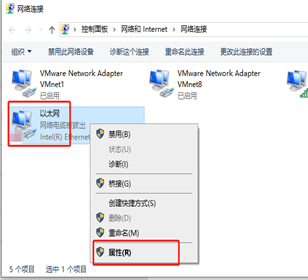 网络连接
控制面板 > 网络和 Internet > 网络连接
组织 禁用此网络设备 诊断这个连接 重命名此连接 更改此连接的设置
VMware Network Adapter
VMnet1
已启用
VMware Network Adapter
VMnet8
已启用
以太网
网络电缆被拔出
Intel(R) Ethernet
禁用(B)
状态(U)
诊断(I)
桥接(G)
创建快捷方式(S)
删除(D)
重命名(M)
属性(R)
5 个项目 选中 1 个项目